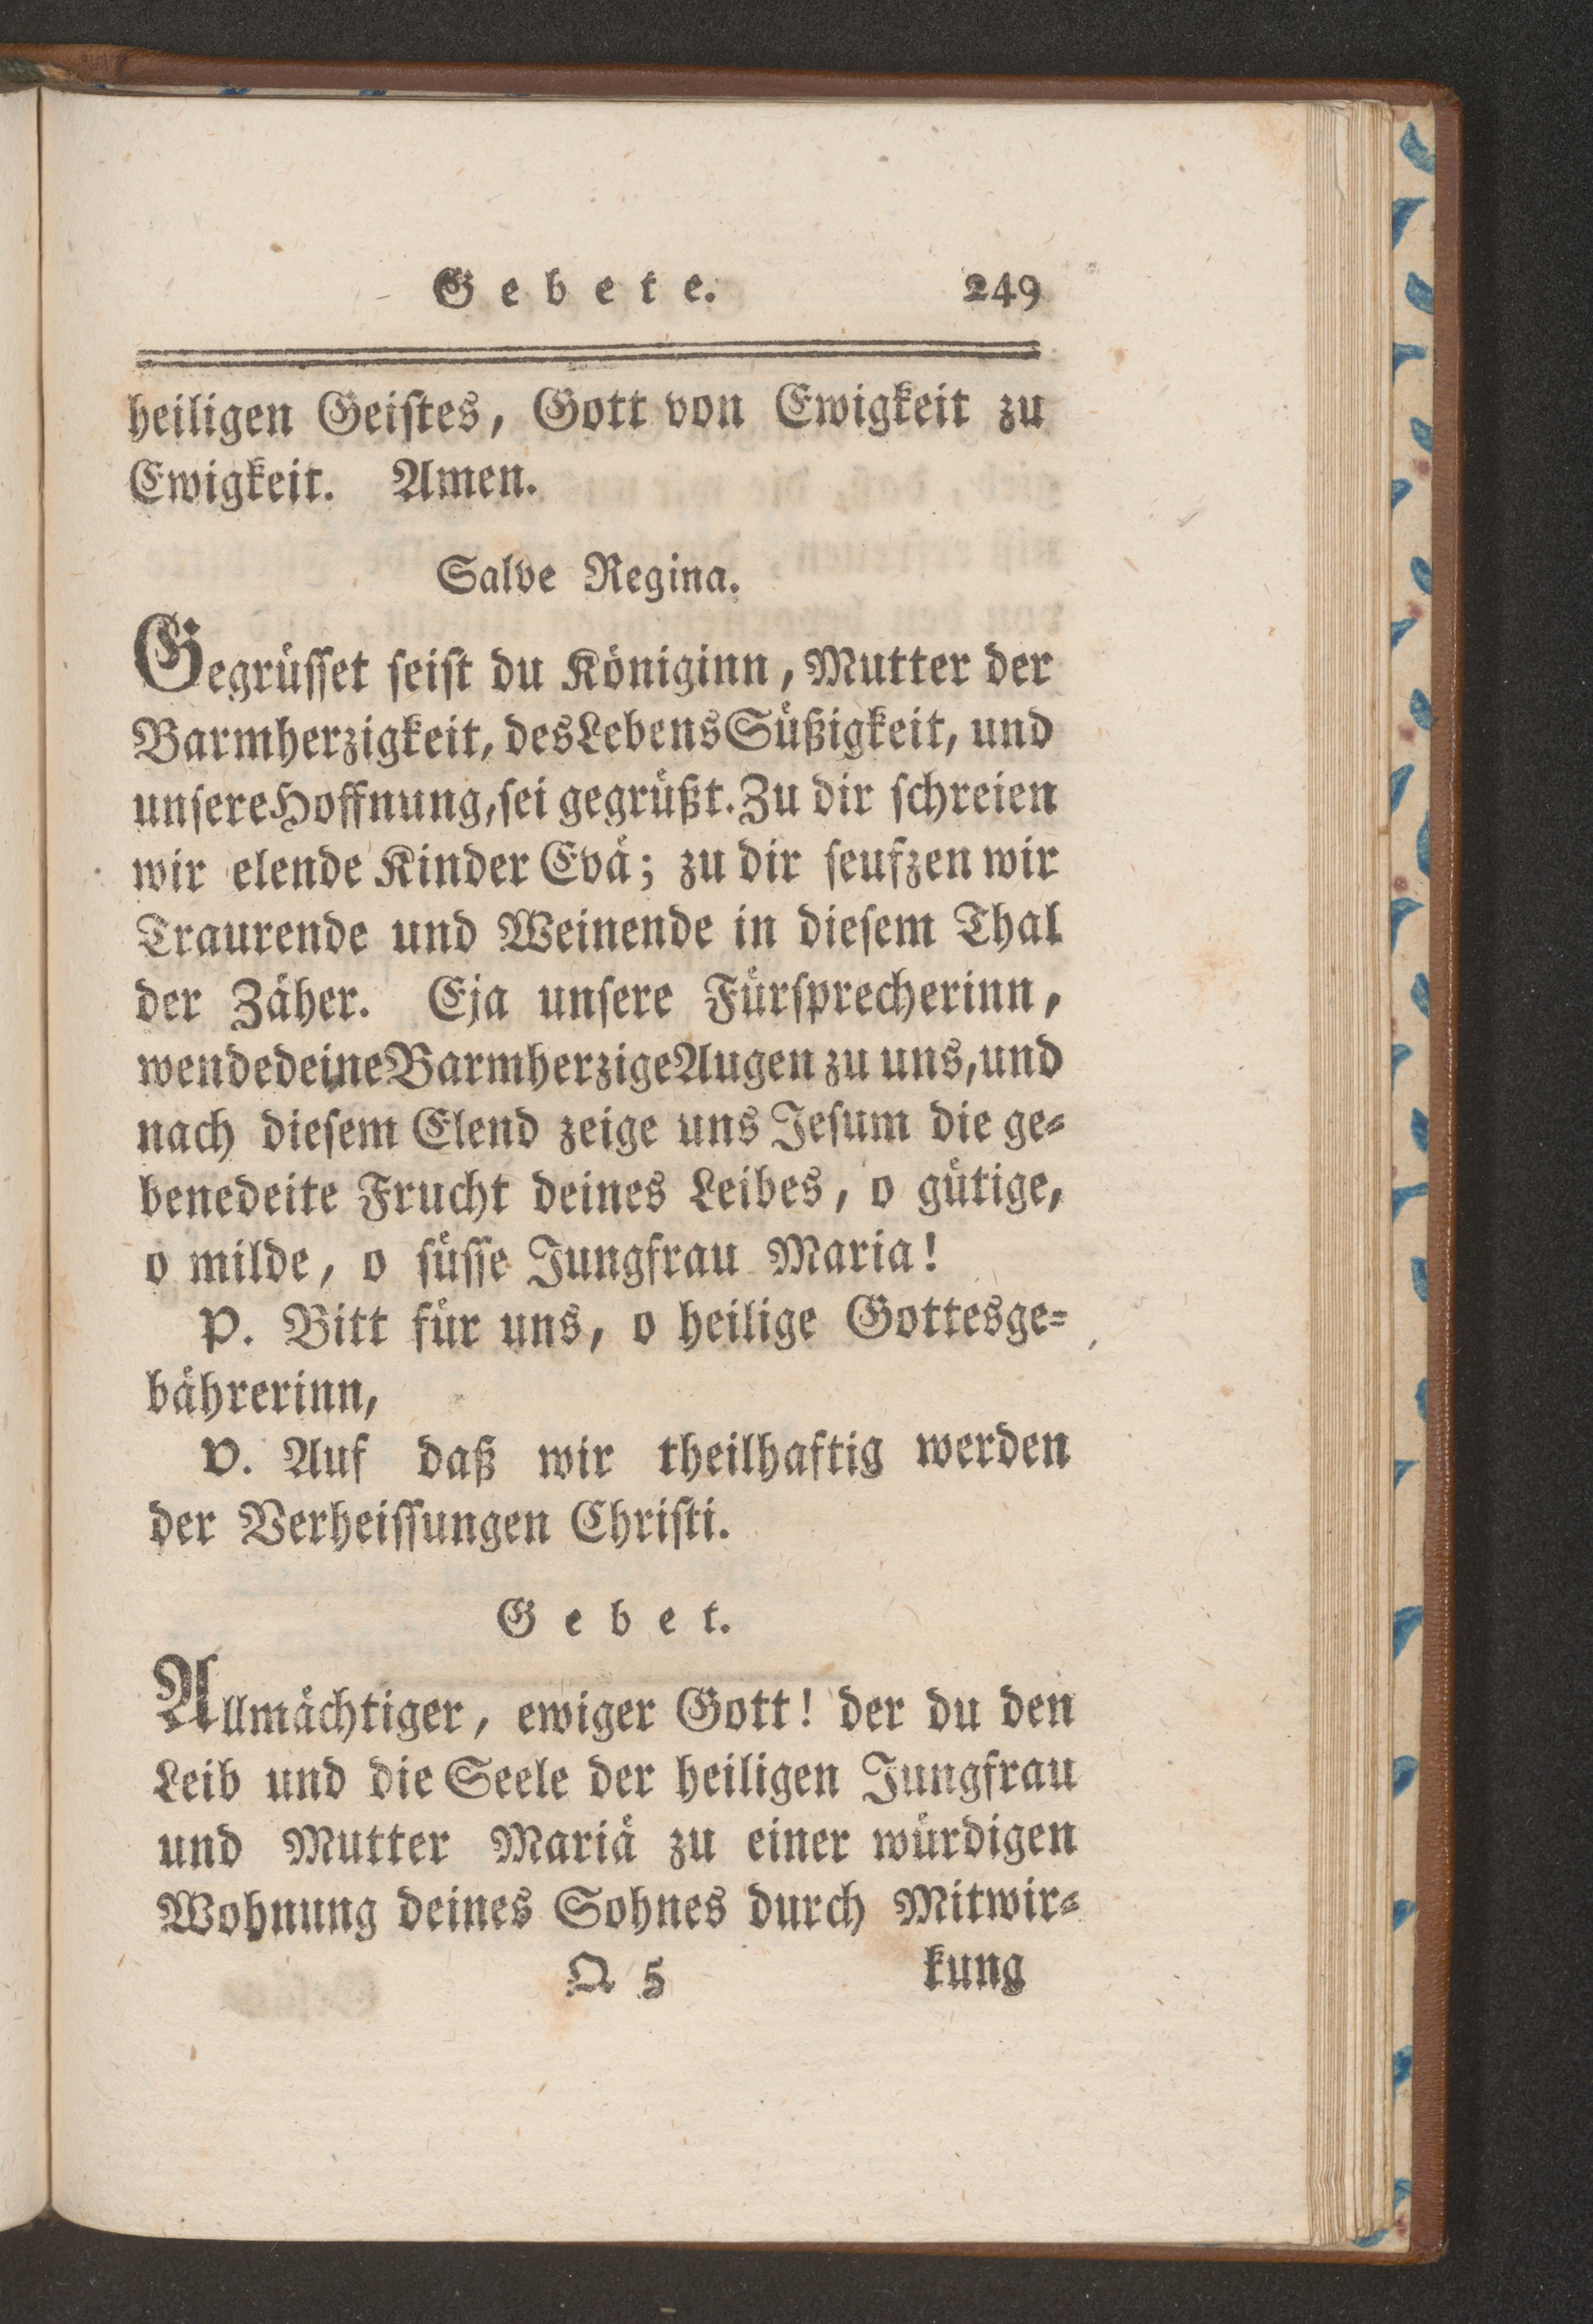 Gebete. 249
heiligen Geiſtes, Gott von Ewigkeit zu
Ewigkeit. Amen.
Salve Regina.
Gegrüſſet ſeiſt du Königinn, Mutter der
Barmherzigkeit, des Lebens Süßigkeit, und
unsere Hoffnung, ſei gegrüßt. Zu dir ſchreien
wir elende Kinder Evä; zu dir ſeufzen wir
Traurende und Weinende in dieſem Thal
der Zäher. Eja unſere Fürſprecherinn,
wende deine Barmherzige Augen zu uns, und
nach dieſem Elend zeige uns Jeſum die ge-
benedeite Frucht deines Leibes, o gütige,
o milde, o ſüſſe Jungfrau Maria!
P. Bitt für uns, o heilige Gottesge-
bährerinn,
V. Auf daß wir theilhaftig werden
der Verheiſſungen Chriſti.
Gebet.
Allmächtiger, ewiger Gott! der du den
Leib und die Seele der heiligen Jungfrau
und Mutter Mariä zu einer würdigen
Wohnung deines Sohnes durch Mitwir-
Q 5 kung